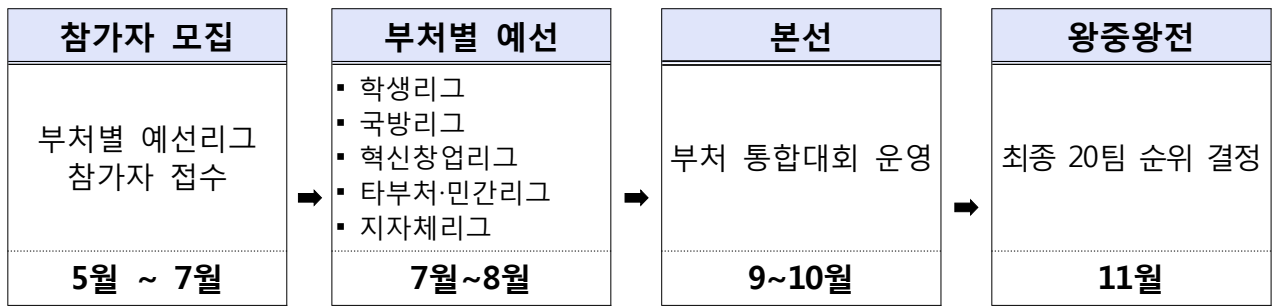 참가자 모집
부처별 예선리그
참가자 접수
5월 ~ 7월
➡
부처별 예선
▪ 학생리그
▪ 국방리그
▪ 혁신창업리그
▪ 타부처·민간리그
▪ 지자체리그
7월~8월
➡
본선
부처 통합대회 운영
9~10월
➡
왕중왕전
최종 20팀 순위 결정
11월